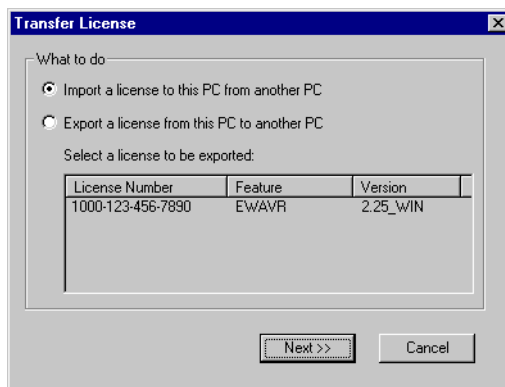 Transfer License
What to do
Import a license to this PC from another PC
Export a license from this PC to another PC
Select a license to be exported:
License Number Feature Version
1000-123-456-7890 EWAVR 2.25_WIN
Next >> Cancel